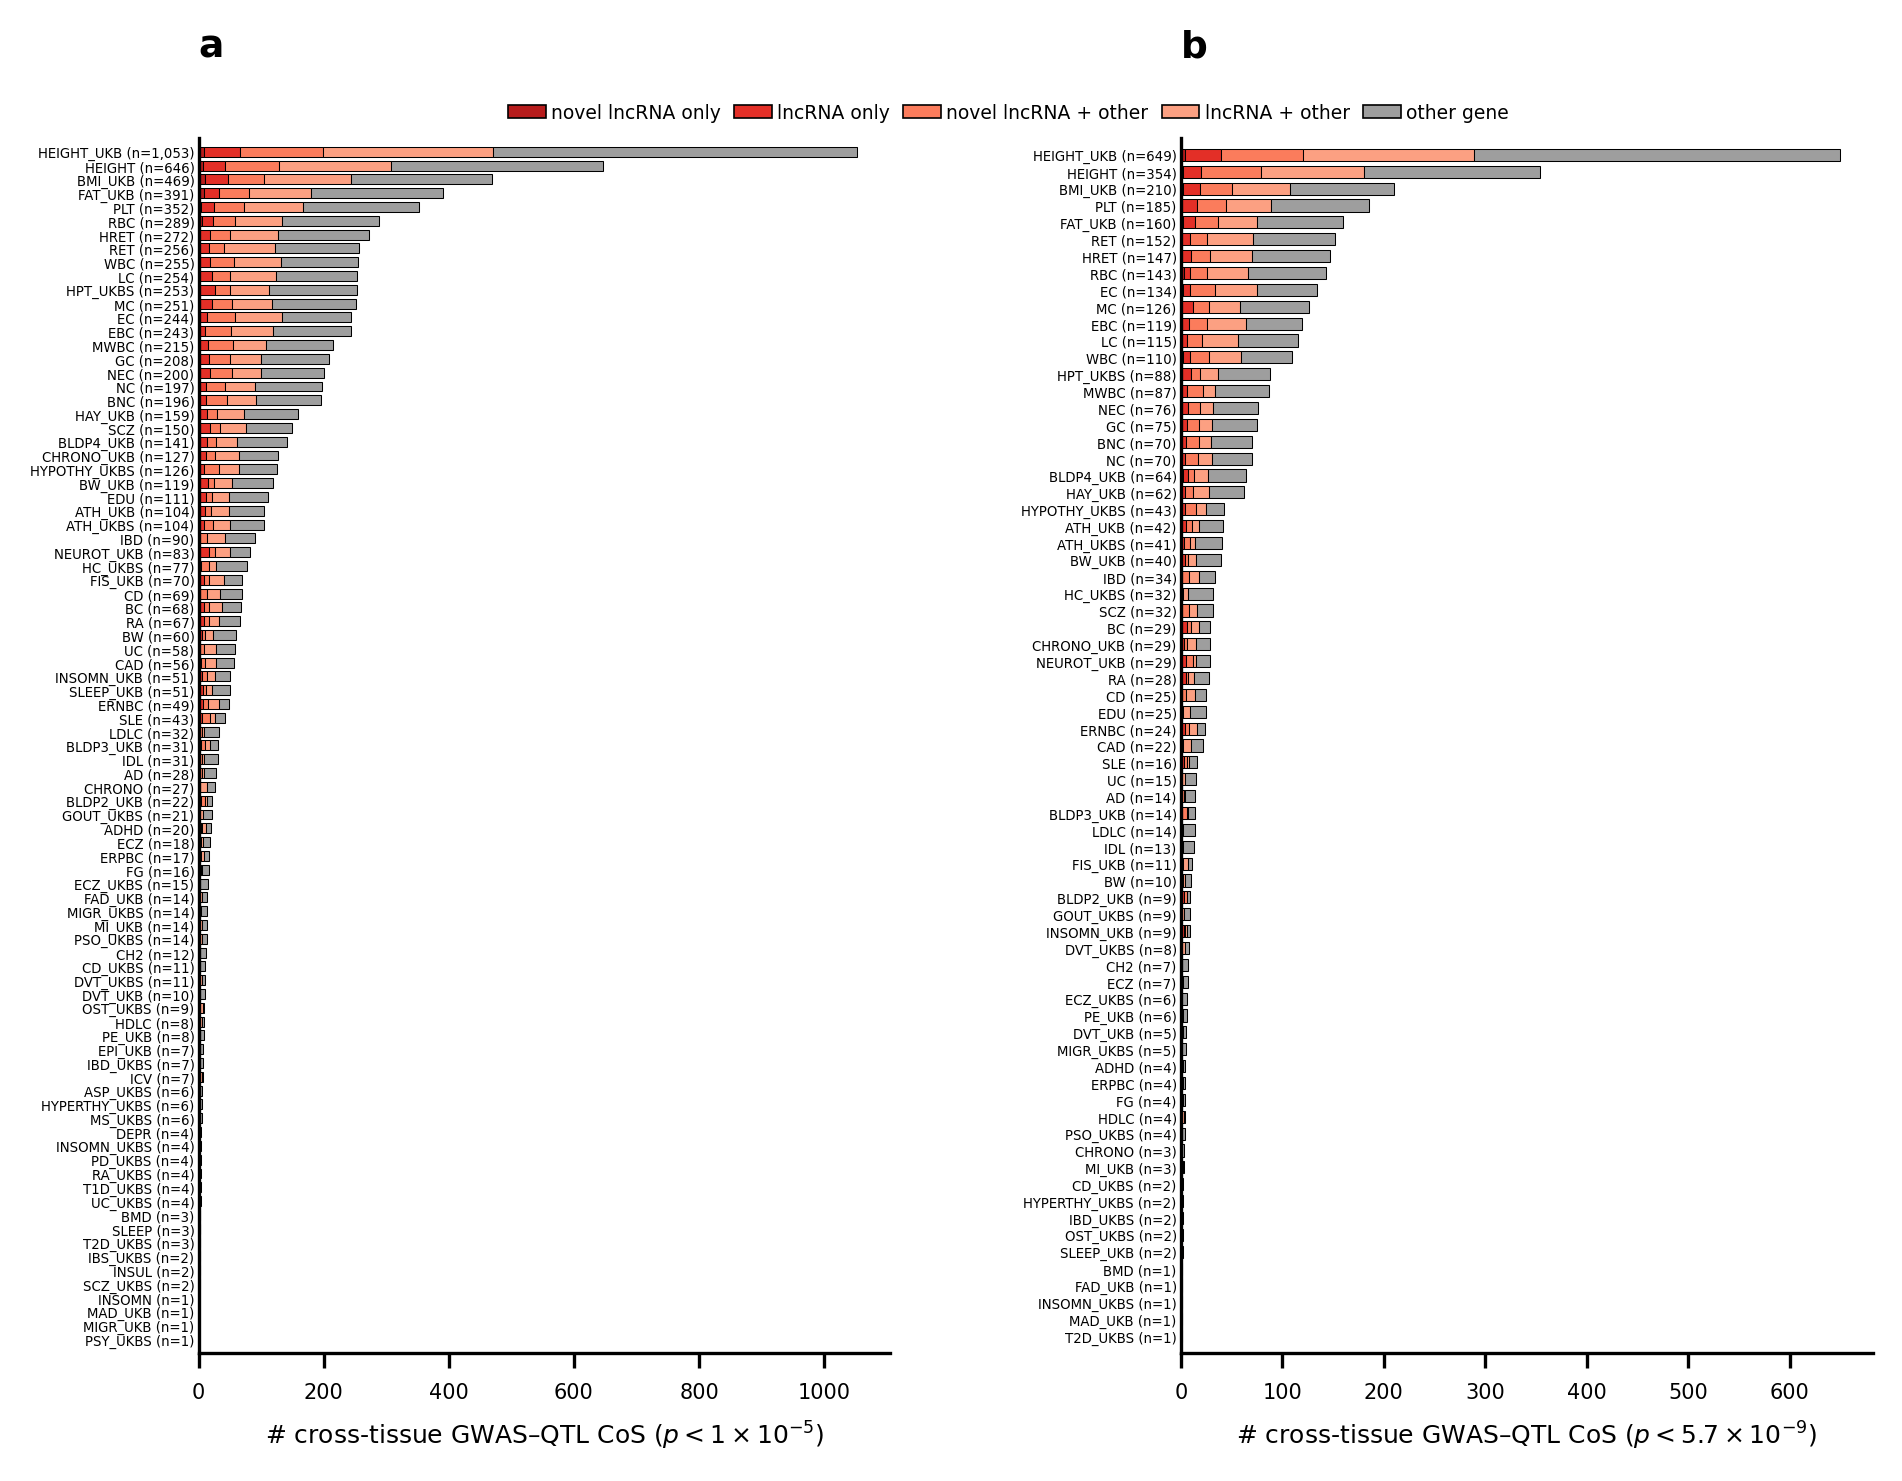 a
b
novel lncRNA only
lncRNA only
novel lncRNA + other
lncRNA + other
other gene
HEIGHT_UKB (n=1,053)
HEIGHT (n=646)
BMI_UKB (n=469)
FAT_UKB (n=391)
PLT (n=352)
RBC (n=289)
HRET (n=272)
RET (n=256)
WBC (n=255)
LC (n=254)
HPT_UKBS (n=253)
MC (n=251)
EC (n=244)
EBC (n=243)
MWBC (n=215)
GC (n=208)
NEC (n=200)
NC (n=197)
BNC (n=196)
HAY_UKB (n=159)
SCZ (n=150)
BLDP4_UKB (n=141)
CHRONO_UKB (n=127)
HYPOTHY_UKBS (n=126)
BW_UKB (n=119)
EDU (n=111)
ATH_UKB (n=104)
ATH_UKBS (n=104)
IBD (n=90)
NEUROT_UKB (n=83)
HC_UKBS (n=77)
FIS_UKB (n=70)
CD (n=69)
BC (n=68)
RA (n=67)
BW (n=60)
UC (n=58)
CAD (n=56)
INSOMN_UKB (n=51)
SLEEP_UKB (n=51)
ERNBC (n=49)
SLE (n=43)
LDLC (n=32)
BLDP3_UKB (n=31)
IDL (n=31)
AD (n=28)
CHRONO (n=27)
BLDP2_UKB (n=22)
GOUT_UKBS (n=21)
ADHD (n=20)
ECZ (n=18)
ERPBC (n=17)
FG (n=16)
ECZ_UKBS (n=15)
FAD_UKB (n=14)
MIGR_UKBS (n=14)
MI_UKB (n=14)
PSO_UKBS (n=14)
CH2 (n=12)
CD_UKBS (n=11)
DVT_UKBS (n=11)
DVT_UKB (n=10)
OST_UKBS (n=9)
HDLC (n=8)
PE_UKB (n=8)
EPI_UKB (n=7)
IBD_UKBS (n=7)
ICV (n=7)
ASP_UKBS (n=6)
HYPERTHY_UKBS (n=6)
MS_UKBS (n=6)
DEPR (n=4)
INSOMN_UKBS (n=4)
PD_UKBS (n=4)
RA_UKBS (n=4)
T1D_UKBS (n=4)
UC_UKBS (n=4)
BMD (n=3)
SLEEP (n=3)
T2D_UKBS (n=3)
IBS_UKBS (n=2)
INSUL (n=2)
SCZ_UKBS (n=2)
INSOMN (n=1)
MAD_UKB (n=1)
MIGR_UKB (n=1)
PSY_UKBS (n=1)
0 200 400 600 800 1000
# cross-tissue GWAS–QTL CoS (p < 1 × 10⁻⁵)
HEIGHT_UKB (n=649)
HEIGHT (n=354)
BMI_UKB (n=210)
PLT (n=185)
FAT_UKB (n=160)
RET (n=152)
HRET (n=147)
RBC (n=143)
EC (n=134)
MC (n=126)
EBC (n=119)
LC (n=115)
WBC (n=110)
HPT_UKBS (n=88)
MWBC (n=87)
NEC (n=76)
GC (n=75)
BNC (n=70)
NC (n=70)
BLDP4_UKB (n=64)
HAY_UKB (n=62)
HYPOTHY_UKBS (n=43)
ATH_UKB (n=42)
ATH_UKBS (n=41)
BW_UKB (n=40)
IBD (n=34)
HC_UKBS (n=32)
SCZ (n=32)
BC (n=29)
CHRONO_UKB (n=29)
NEUROT_UKB (n=29)
RA (n=28)
CD (n=25)
EDU (n=25)
ERNBC (n=24)
CAD (n=22)
SLE (n=16)
UC (n=15)
AD (n=14)
BLDP3_UKB (n=14)
LDLC (n=14)
IDL (n=13)
FIS_UKB (n=11)
BW (n=10)
BLDP2_UKB (n=9)
GOUT_UKBS (n=9)
INSOMN_UKB (n=9)
DVT_UKBS (n=8)
CH2 (n=7)
ECZ (n=7)
ECZ_UKBS (n=6)
PE_UKB (n=6)
DVT_UKB (n=5)
MIGR_UKBS (n=5)
ADHD (n=4)
ERPBC (n=4)
FG (n=4)
HDLC (n=4)
PSO_UKBS (n=4)
CHRONO (n=3)
MI_UKB (n=3)
CD_UKBS (n=2)
HYPERTHY_UKBS (n=2)
IBD_UKBS (n=2)
OST_UKBS (n=2)
SLEEP_UKB (n=2)
BMD (n=1)
FAD_UKB (n=1)
INSOMN_UKBS (n=1)
MAD_UKB (n=1)
T2D_UKBS (n=1)
0 100 200 300 400 500 600
# cross-tissue GWAS–QTL CoS (p < 5.7 × 10⁻⁹)